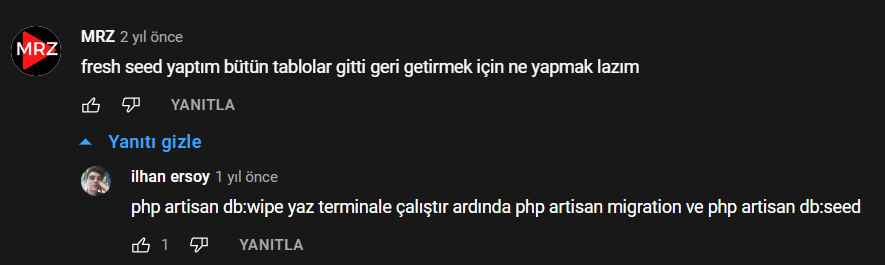 MRZ
MRZ 2 yıl önce
fresh seed yaptım bütün tablolar gitti geri getirmek için ne yapmak lazım
YANITLA
Yanıtı gizle
ilhan ersoy 1 yıl önce
php artisan db:wipe yaz terminale çalıştır ardında php artisan migration ve php artisan db:seed
1 YANITLA